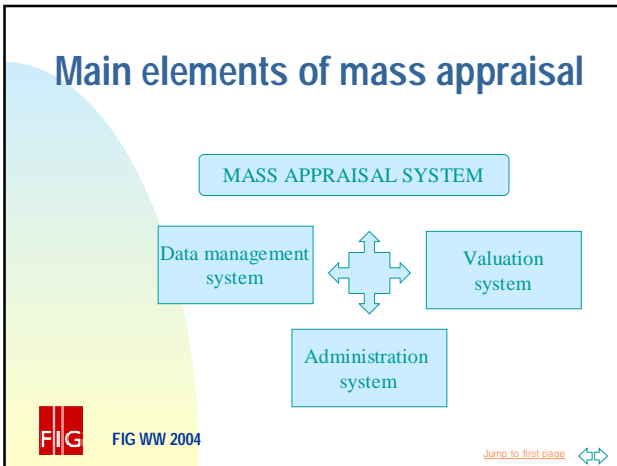 Main elements of mass appraisal
MASS APPRAISAL SYSTEM
Data management
system
Valuation
system
Administration
system
FIG
FIG WW 2004
Jump to first page